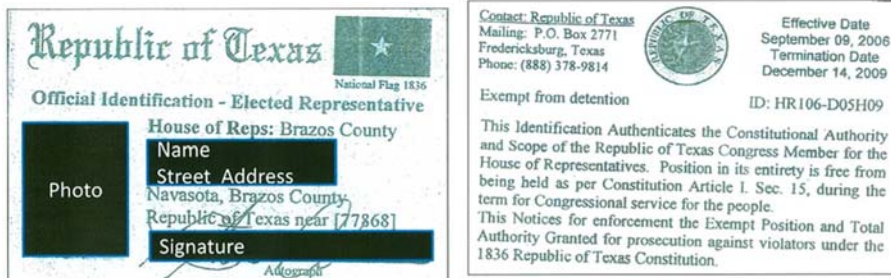 Republic of Texas
National Flag 1836
Official Identification - Elected Representative
House of Reps: Brazos County
Name
Street Address
Photo
Navasota, Brazos County
Republic of Texas near [77868]
Signature
Autograph
Contact: Republic of Texas
Mailing: P.O. Box 2771
Fredericksburg, Texas
Phone: (888) 378-9814
REPUBLIC OF TEXAS
Effective Date
September 09, 2006
Termination Date
December 14, 2009
Exempt from detention
ID: HR106-D05H09
This Identification Authenticates the Constitutional Authority
and Scope of the Republic of Texas Congress Member for the
House of Representatives. Position in its entirety is free from
being held as per Constitution Article I. Sec. 15, during the
term for Congressional service for the people.
This Notices for enforcement the Exempt Position and Total
Authority Granted for prosecution against violators under the
1836 Republic of Texas Constitution.